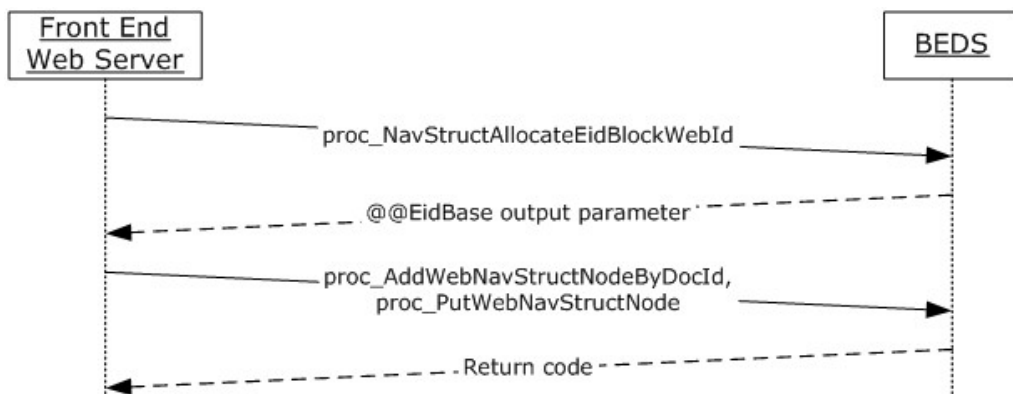 Front End
Web Server
BEDS
proc_NavStructAllocateEidBlockWebId
@@EidBase output parameter
proc_AddWebNavStructNodeByDocId,
proc_PutWebNavStructNode
Return code